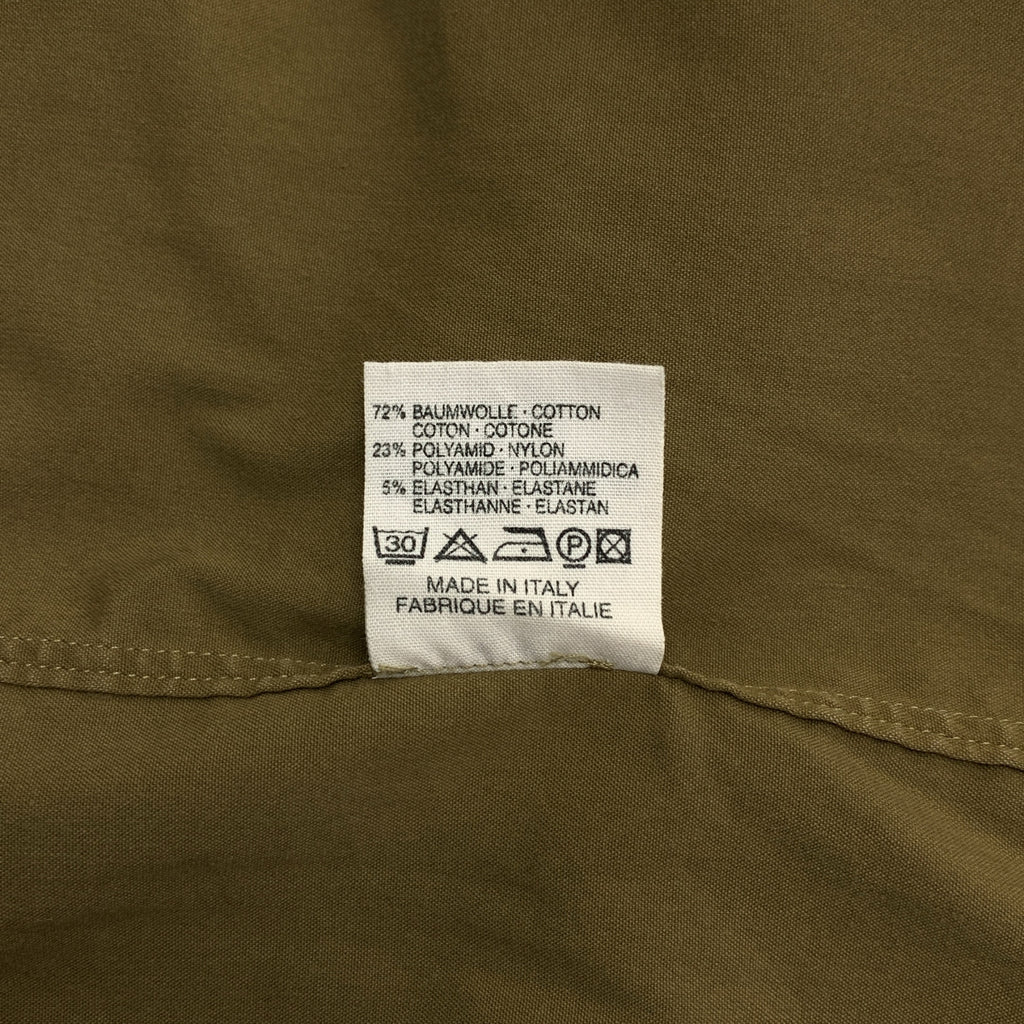 72% BAUMWOLLE · COTTON
COTON · COTONE
23% POLYAMID · NYLON
POLYAMIDE · POLIAMMIDICA
5% ELASTHAN · ELASTANE
ELASTHANNE · ELASTAN
30 P
MADE IN ITALY
FABRIQUE EN ITALIE